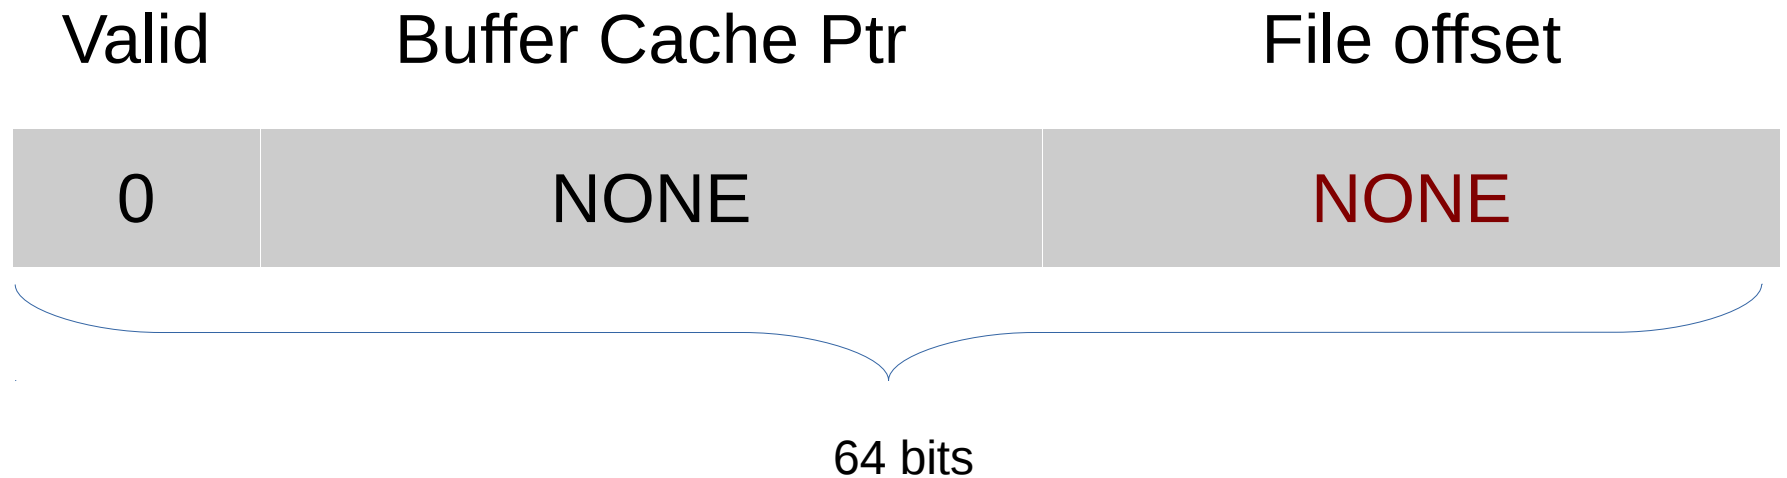 Valid Buffer Cache Ptr File offset
0 NONE NONE
64 bits